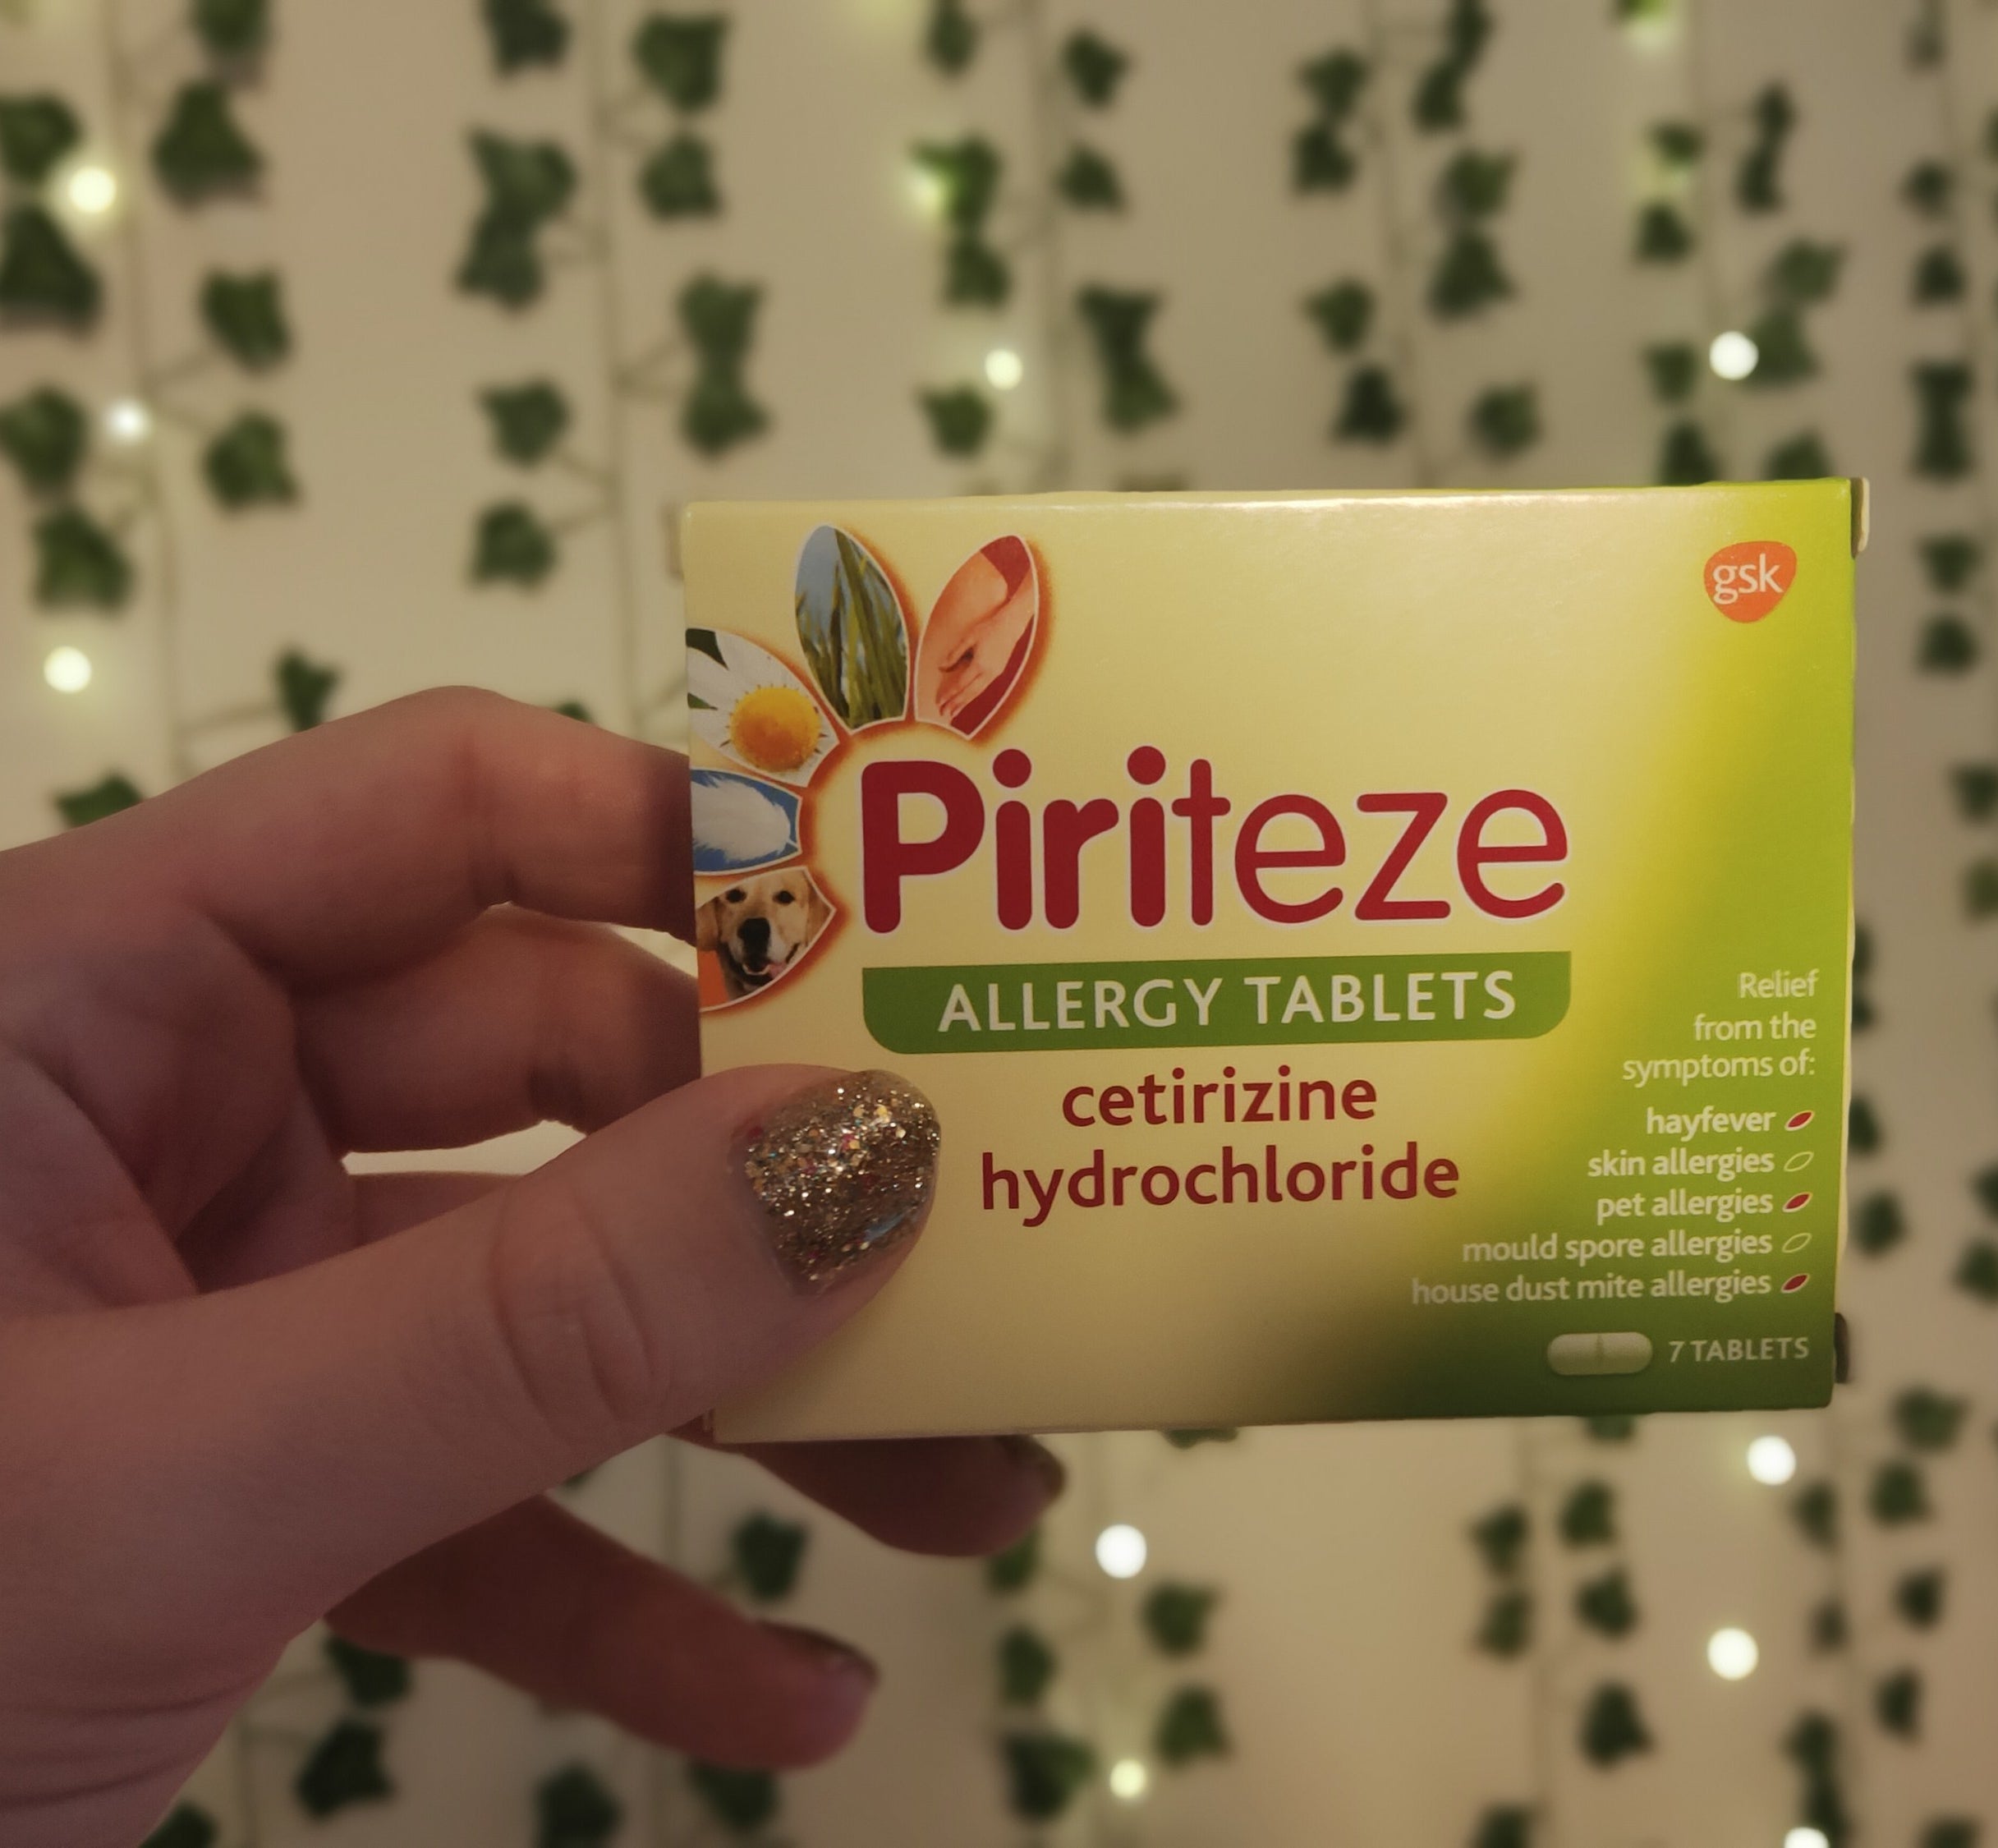 gsk
Piriteze
ALLERGY TABLETS
cetirizine
hydrochloride
Relief
from the
symptoms of:
hayfever
skin allergies
pet allergies
mould spore allergies
house dust mite allergies
7 TABLETS